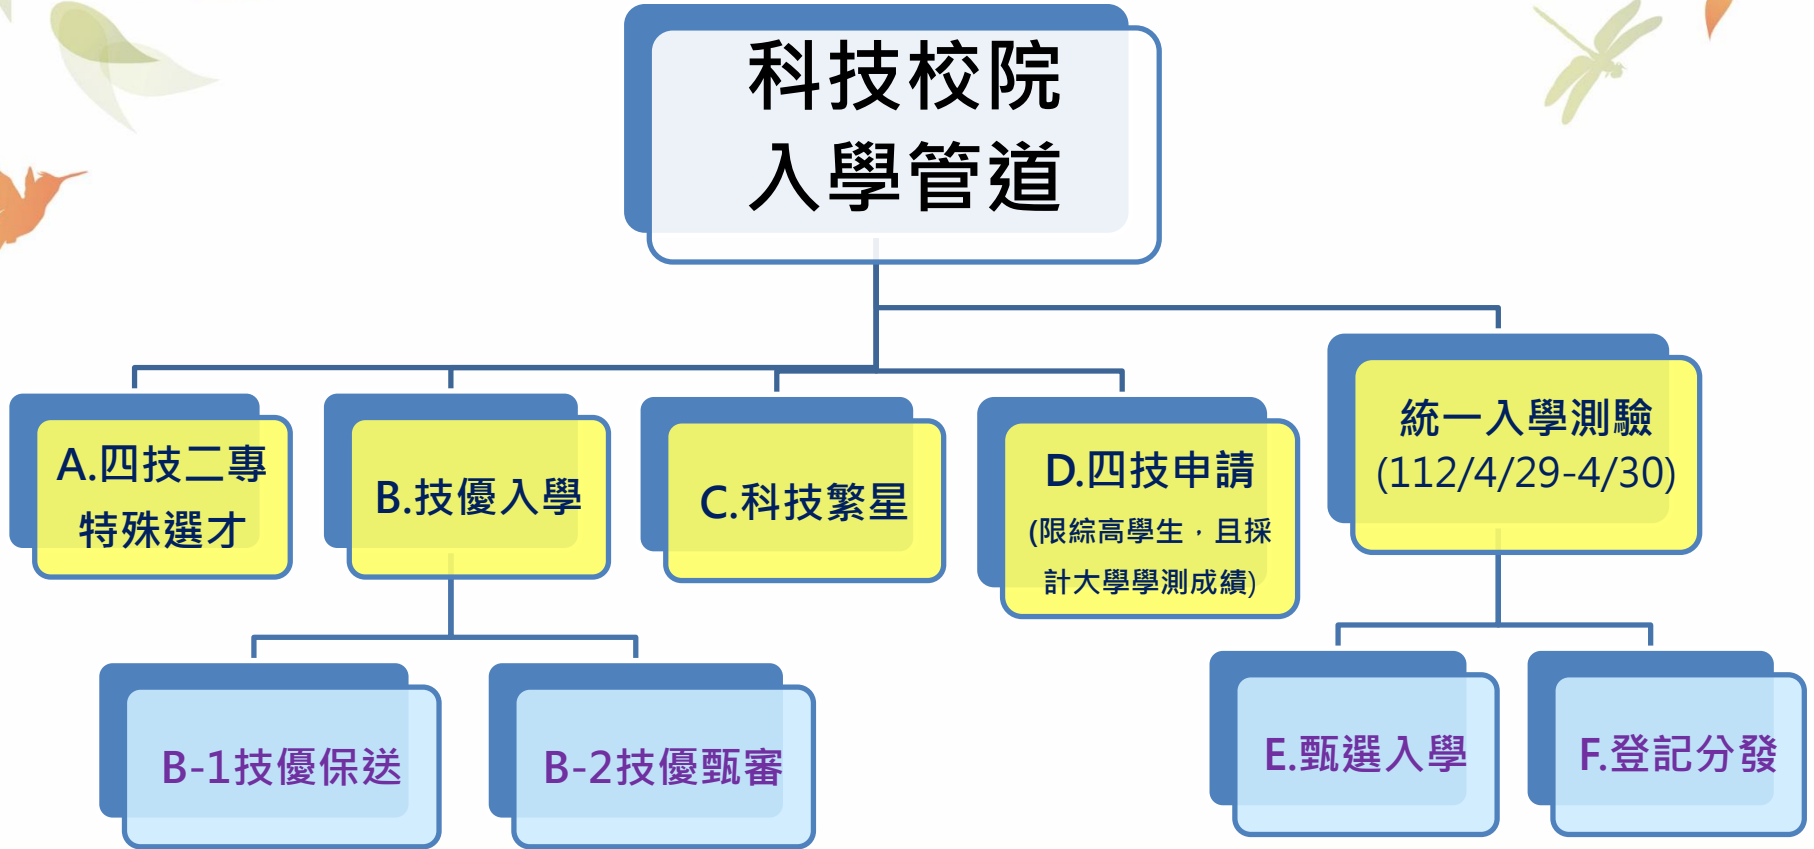 科技校院
入學管道
A.四技二專
特殊選才
B.技優入學
C.科技繁星
D.四技申請
(限綜高學生，且採
計大學學測成績)
統一入學測驗
(112/4/29-4/30)
B-1技優保送
B-2技優甄審
E.甄選入學
F.登記分發